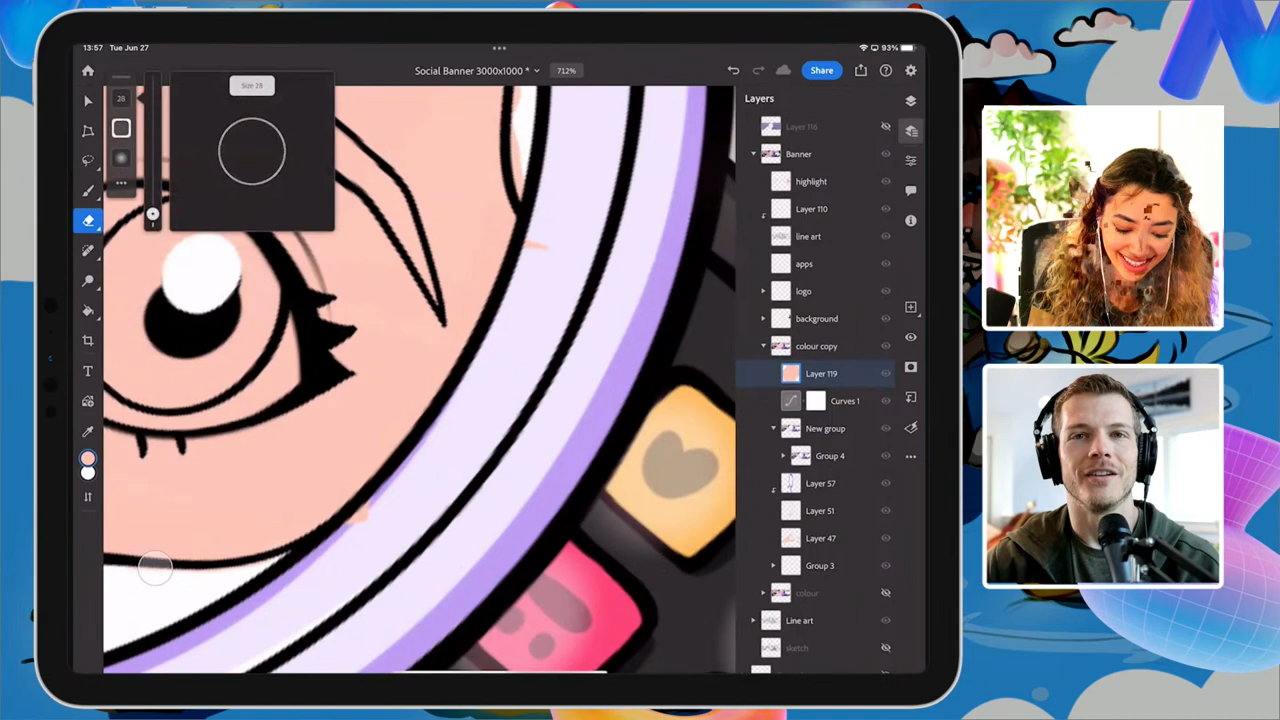 13:57 Tue Jun 27
93%
Social Banner 3000x1000 *
712%
Share
28
Size 28
Layers
Layer 116
Banner
highlight
Layer 110
line art
apps
logo
background
colour copy
Layer 119
Curves 1
New group
Group 4
Layer 57
Layer 51
Layer 47
Group 3
colour
Line art
sketch
T